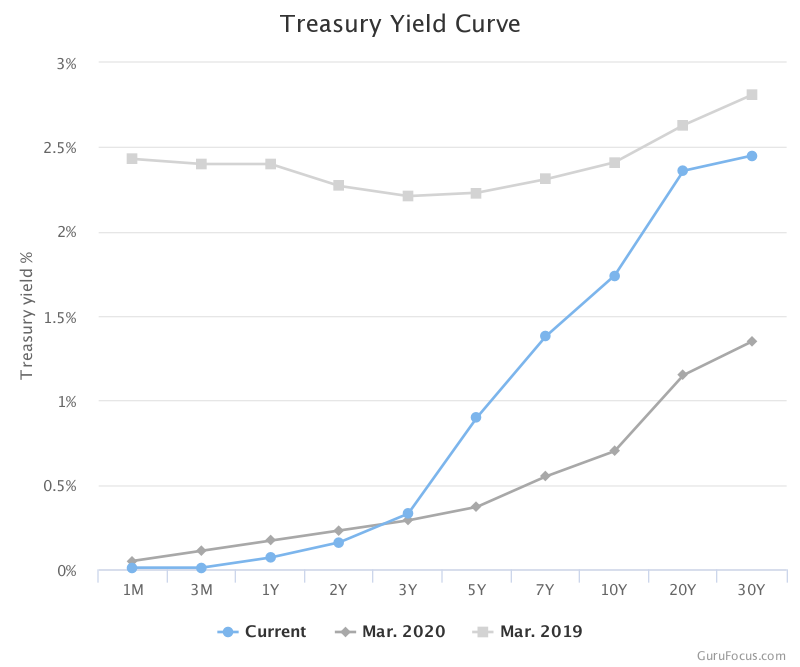 Treasury Yield Curve
3%
2.5%
2%
1.5%
1%
0.5%
0%
Treasury yield %
1M 3M 1Y 2Y 3Y 5Y 7Y 10Y 20Y 30Y
Current Mar. 2020 Mar. 2019
GuruFocus.com